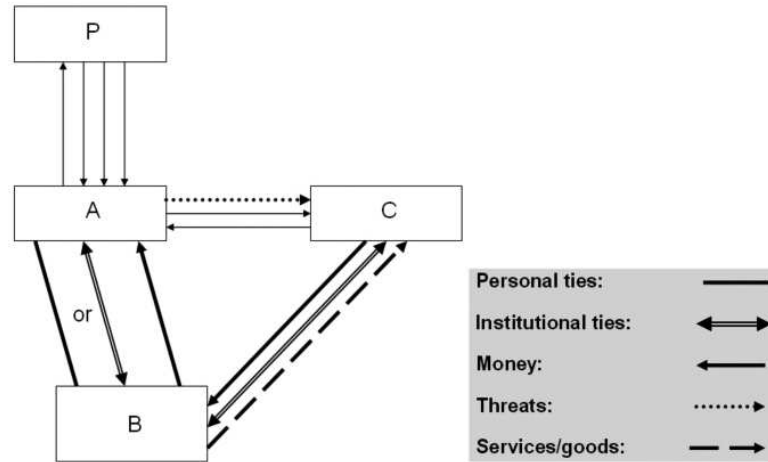 P
A
C
or
B
Personal ties:
Institutional ties:
Money:
Threats:
Services/goods: